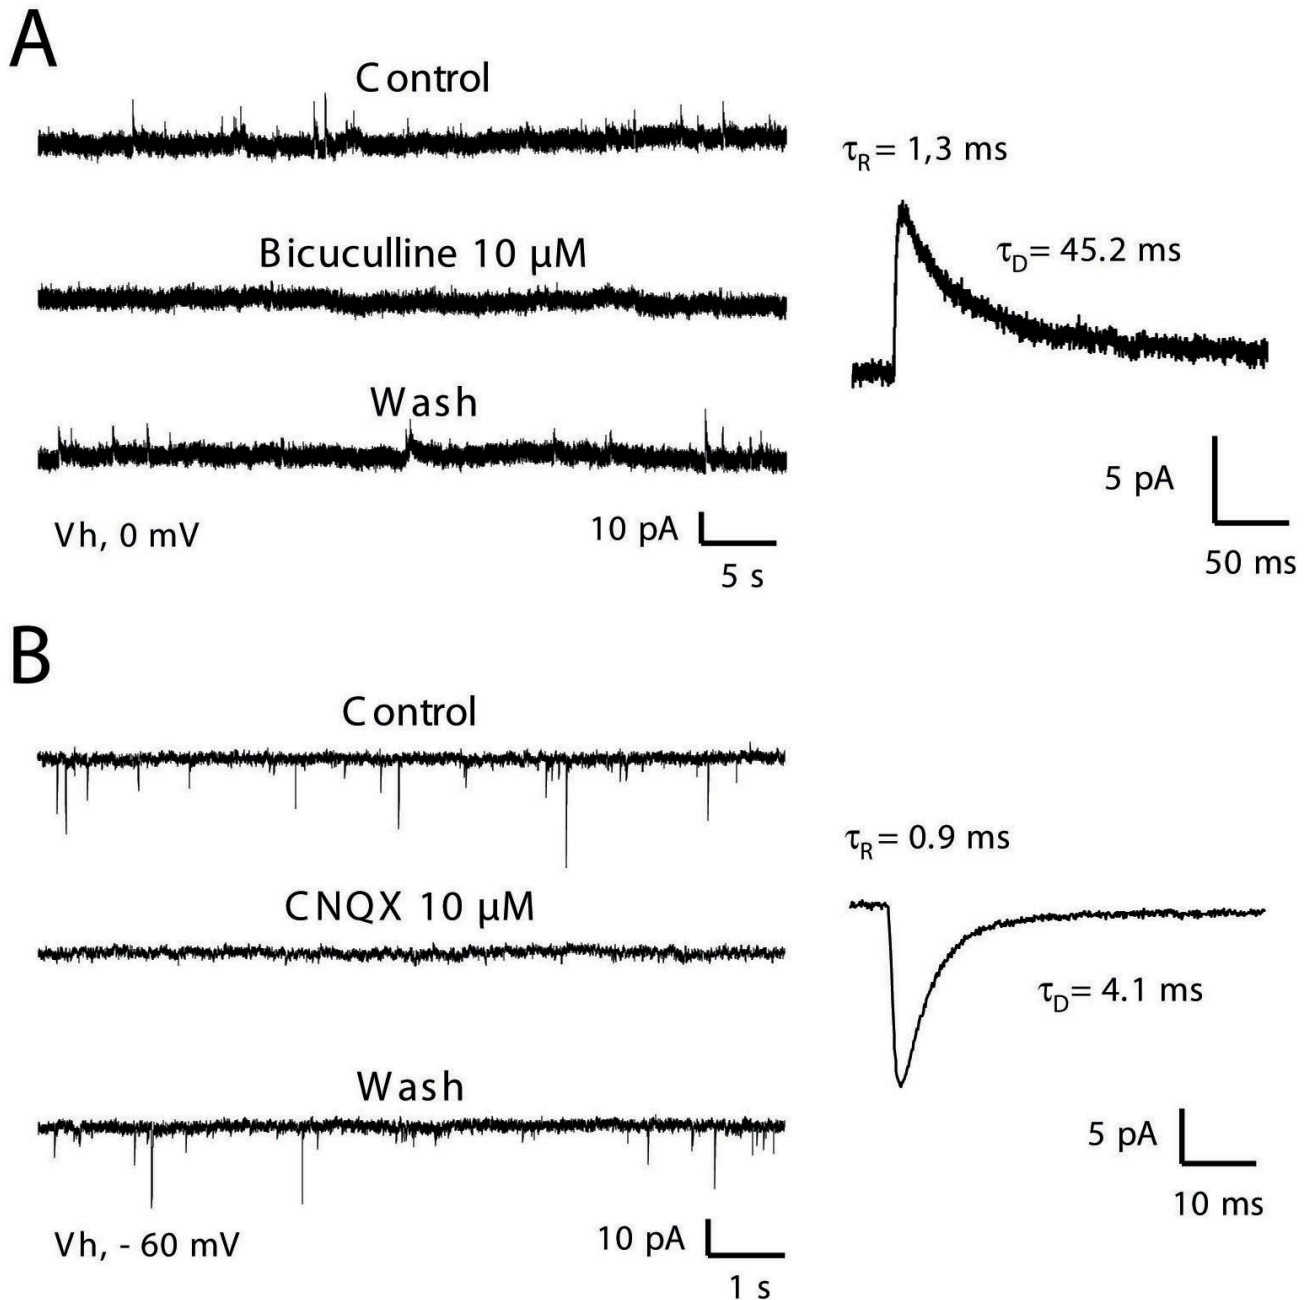 A
Control
τR= 1,3 ms
Bicuculline 10 µM
τD= 45.2 ms
Wash
5 pA
Vh, 0 mV
10 pA
5 s
50 ms
B
Control
τR= 0.9 ms
CNQX 10 µM
τD= 4.1 ms
Wash
5 pA
10 ms
Vh, - 60 mV
10 pA
1 s